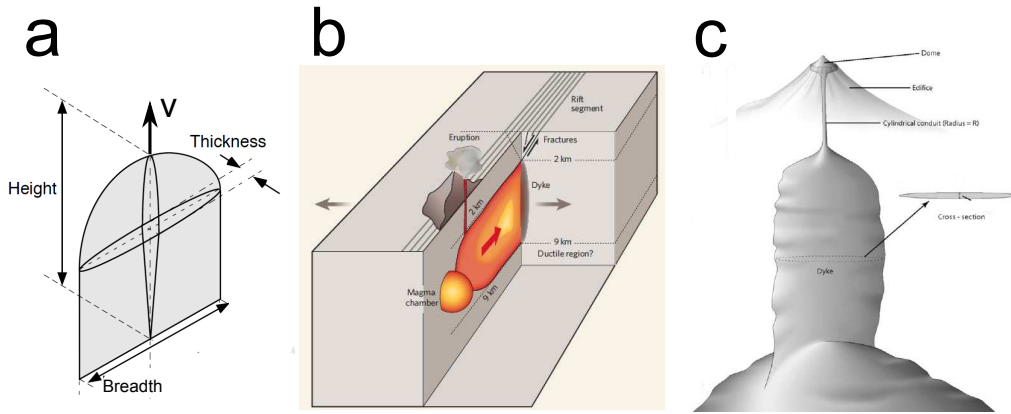 a
V
Thickness
Height
Breadth
b
Rift
segment
Eruption
Fractures
2 km
Dyke
2 km
9 km
Ductile region?
Magma
chamber
9 km
c
Dome
Edifice
Cylindrical conduit (Radius = R)
Cross - section
Dyke